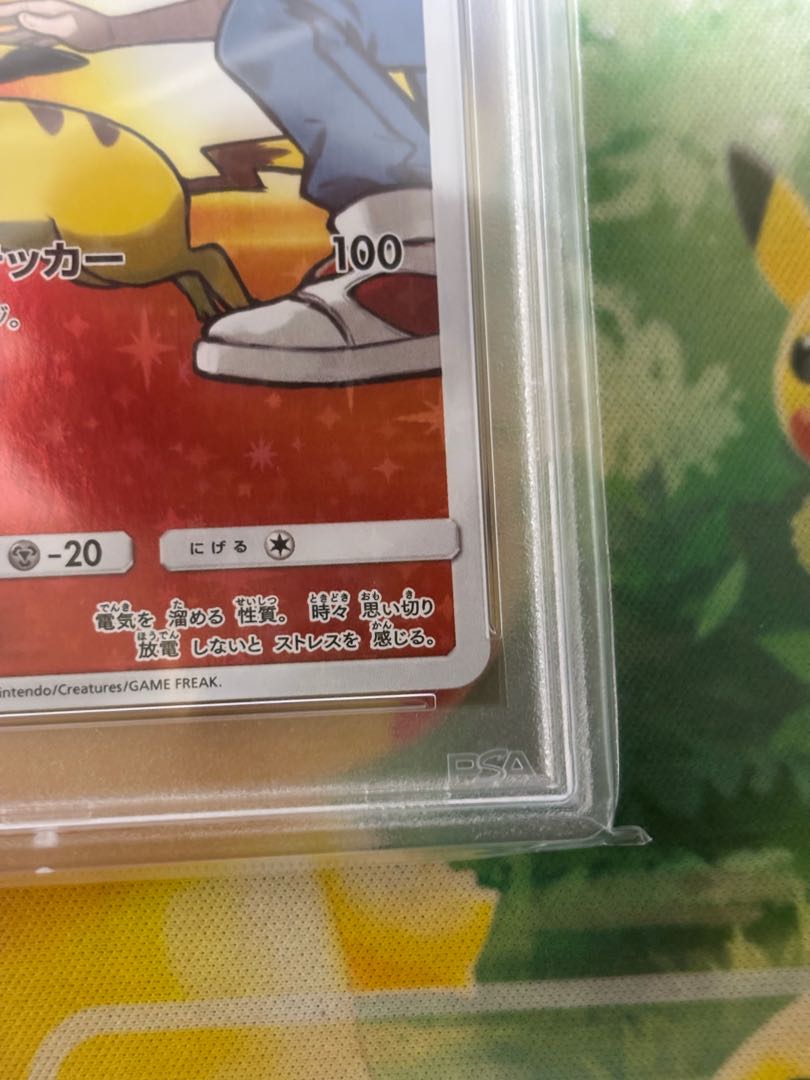 ッカー 100
。
-20 にげる
電気を 溜める 性質。 時々 思い切り
放電 しないと ストレスを 感じる。
intendo/Creatures/GAME FREAK.
PSA